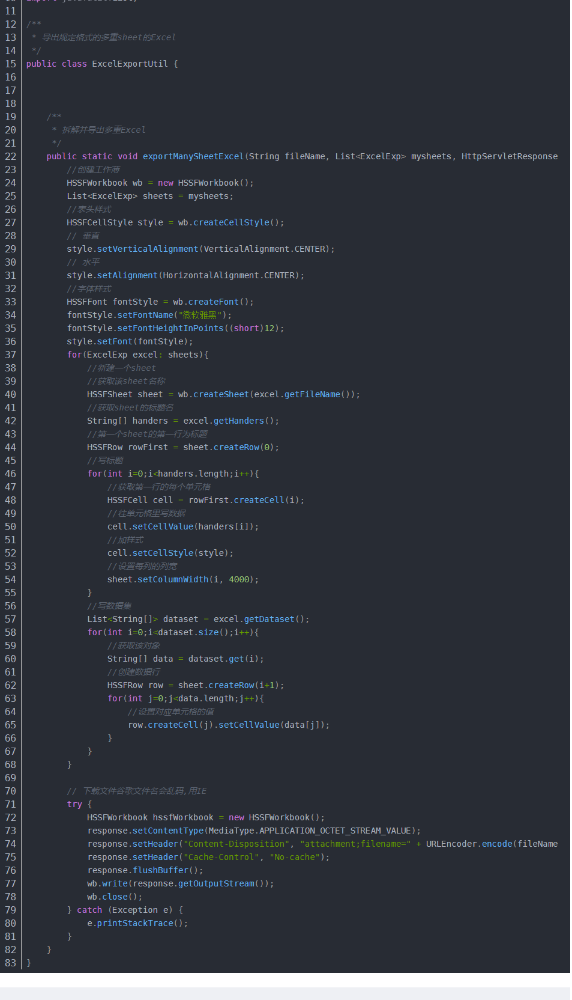 10 import java.util.List;
11
12 /**
13  * 导出规定格式的多重sheet的Excel
14  */
15 public class ExcelExportUtil {
16
17
18
19     /**
20      * 拆解并导出多重Excel
21      */
22     public static void exportManySheetExcel(String fileName, List<ExcelExp> mysheets, HttpServletResponse
23         //创建工作薄
24         HSSFWorkbook wb = new HSSFWorkbook();
25         List<ExcelExp> sheets = mysheets;
26         //表头样式
27         HSSFCellStyle style = wb.createCellStyle();
28         // 垂直
29         style.setVerticalAlignment(VerticalAlignment.CENTER);
30         // 水平
31         style.setAlignment(HorizontalAlignment.CENTER);
32         //字体样式
33         HSSFFont fontStyle = wb.createFont();
34         fontStyle.setFontName("微软雅黑");
35         fontStyle.setFontHeightInPoints((short)12);
36         style.setFont(fontStyle);
37         for(ExcelExp excel: sheets){
38             //新建一个sheet
39             //获取该sheet名称
40             HSSFSheet sheet = wb.createSheet(excel.getFileName());
41             //获取sheet的标题名
42             String[] handers = excel.getHanders();
43             //第一个sheet的第一行为标题
44             HSSFRow rowFirst = sheet.createRow(0);
45             //写标题
46             for(int i=0;i<handers.length;i++){
47                 //获取第一行的每个单元格
48                 HSSFCell cell = rowFirst.createCell(i);
49                 //往单元格里写数据
50                 cell.setCellValue(handers[i]);
51                 //加样式
52                 cell.setCellStyle(style);
53                 //设置每列的列宽
54                 sheet.setColumnWidth(i, 4000);
55             }
56             //写数据集
57             List<String[]> dataset = excel.getDataset();
58             for(int i=0;i<dataset.size();i++){
59                 //获取该对象
60                 String[] data = dataset.get(i);
61                 //创建数据行
62                 HSSFRow row = sheet.createRow(i+1);
63                 for(int j=0;j<data.length;j++){
64                     //设置对应单元格的值
65                     row.createCell(j).setCellValue(data[j]);
66                 }
67             }
68         }
69
70         // 下载文件谷歌文件名会乱码,用IE
71         try {
72             HSSFWorkbook hssfWorkbook = new HSSFWorkbook();
73             response.setContentType(MediaType.APPLICATION_OCTET_STREAM_VALUE);
74             response.setHeader("Content-Disposition", "attachment;filename=" + URLEncoder.encode(fileName
75             response.setHeader("Cache-Control", "No-cache");
76             response.flushBuffer();
77             wb.write(response.getOutputStream());
78             wb.close();
79         } catch (Exception e) {
80             e.printStackTrace();
81         }
82     }
83 }